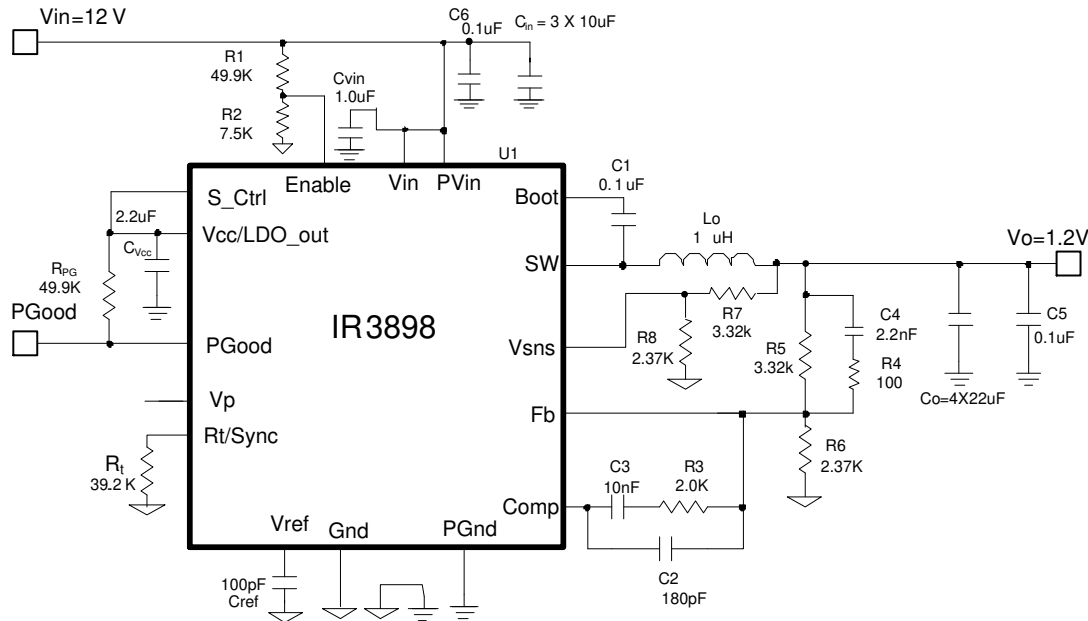 Vin=12 V
C6
0.1uF
Cin = 3 X 10uF
R1
49.9K
Cvin
1.0uF
R2
7.5K
U1
Enable
Vin
PVin
S_Ctrl
Boot
C1
0.1uF
2.2uF
Vcc/LDO_out
CVcc
Lo
1 uH
Vo=1.2V
SW
RPG
49.9K
PGood
IR3898
R7
3.32k
C4
2.2nF
C5
0.1uF
PGood
Vsns
R8
2.37K
R5
3.32k
R4
100
Co=4X22uF
Vp
Fb
Rt/Sync
R6
2.37K
Rt
39.2 K
C3
10nF
R3
2.0K
Comp
Vref
Gnd
PGnd
C2
180pF
100pF
Cref